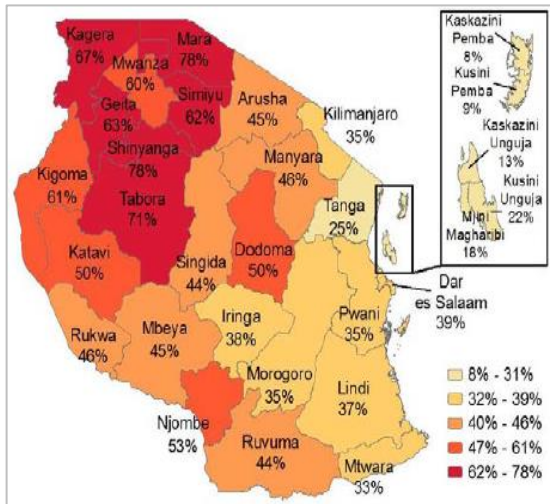 Kagera
67%
Mwanza
60%
Mara
78%
Geita
63%
Simiyu
62%
Shinyanga
78%
Arusha
45%
Kilimanjaro
35%
Kigoma
61%
Tabora
71%
Manyara
46%
Tanga
25%
Katavi
50%
Singida
44%
Dodoma
50%
Dar
es Salaam
39%
Rukwa
46%
Mbeya
45%
Iringa
38%
Pwani
35%
Morogoro
35%
Lindi
37%
Njombe
53%
Ruvuma
44%
Mtwara
33%
Kaskazini
Pemba
8%
Kusini
Pemba
9%
Kaskazini
Unguja
13%
Kusini
Unguja
22%
Mjini
Magharibi
18%
8% - 31%
32% - 39%
40% - 46%
47% - 61%
62% - 78%